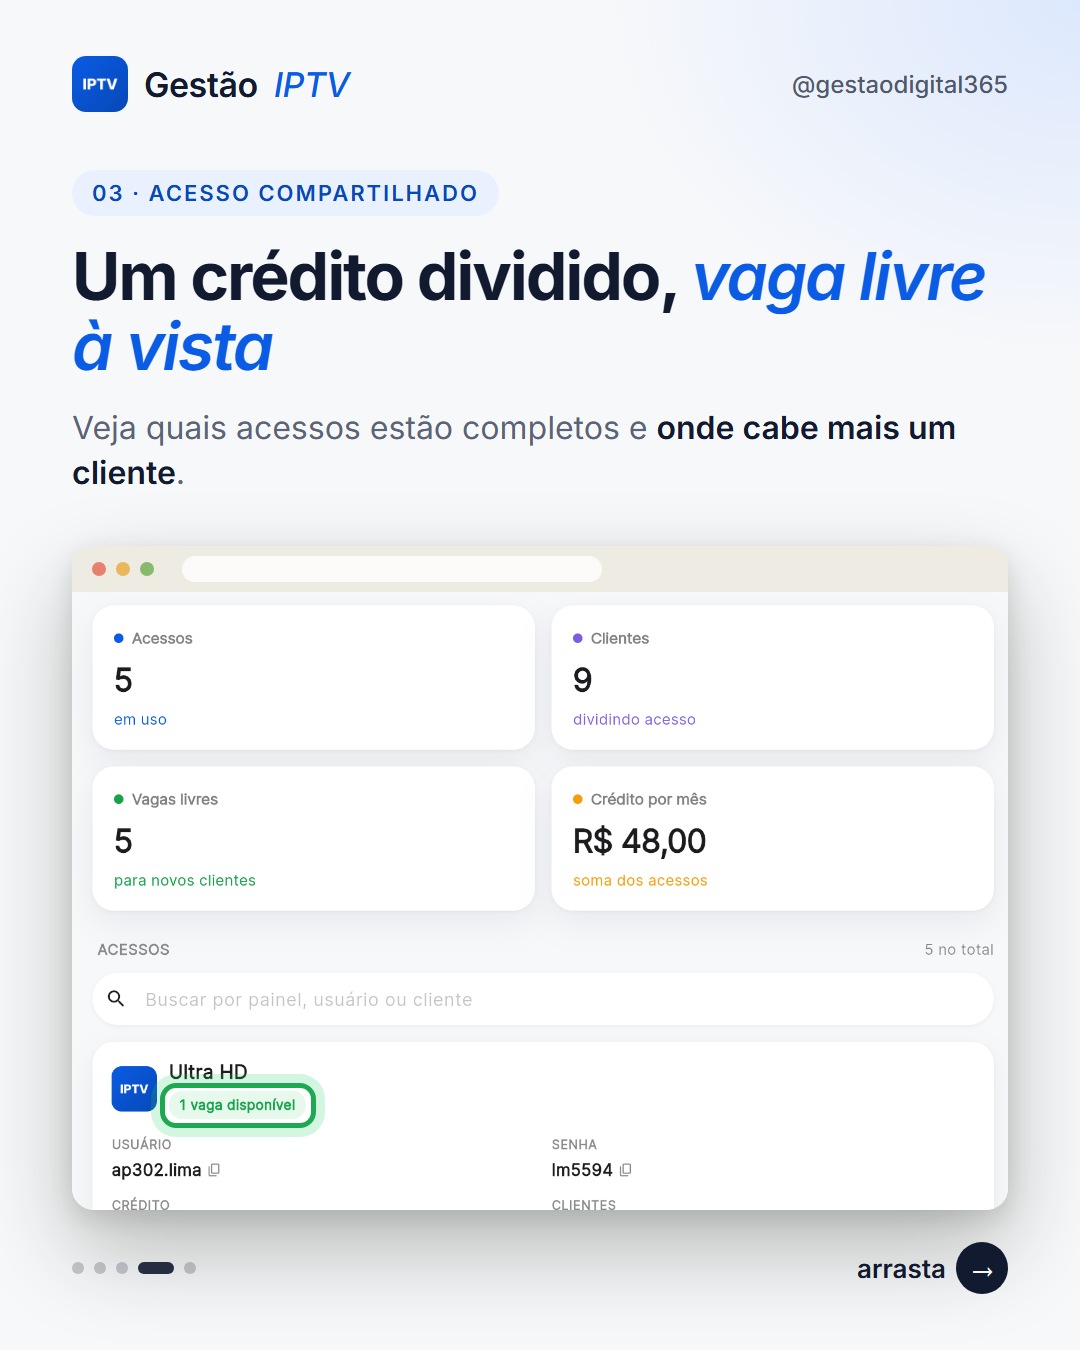 IPTV Gestão IPTV
@gestaodigital365
03 · ACESSO COMPARTILHADO
Um crédito dividido, vaga livre
à vista
Veja quais acessos estão completos e onde cabe mais um
cliente.
Acessos
5
em uso
Clientes
9
dividindo acesso
Vagas livres
5
para novos clientes
Crédito por mês
R$ 48,00
soma dos acessos
ACESSOS
5 no total
Buscar por painel, usuário ou cliente
IPTV
Ultra HD
1 vaga disponível
USUÁRIO
ap302.lima
SENHA
lm5594
CRÉDITO
CLIENTES
arrasta →